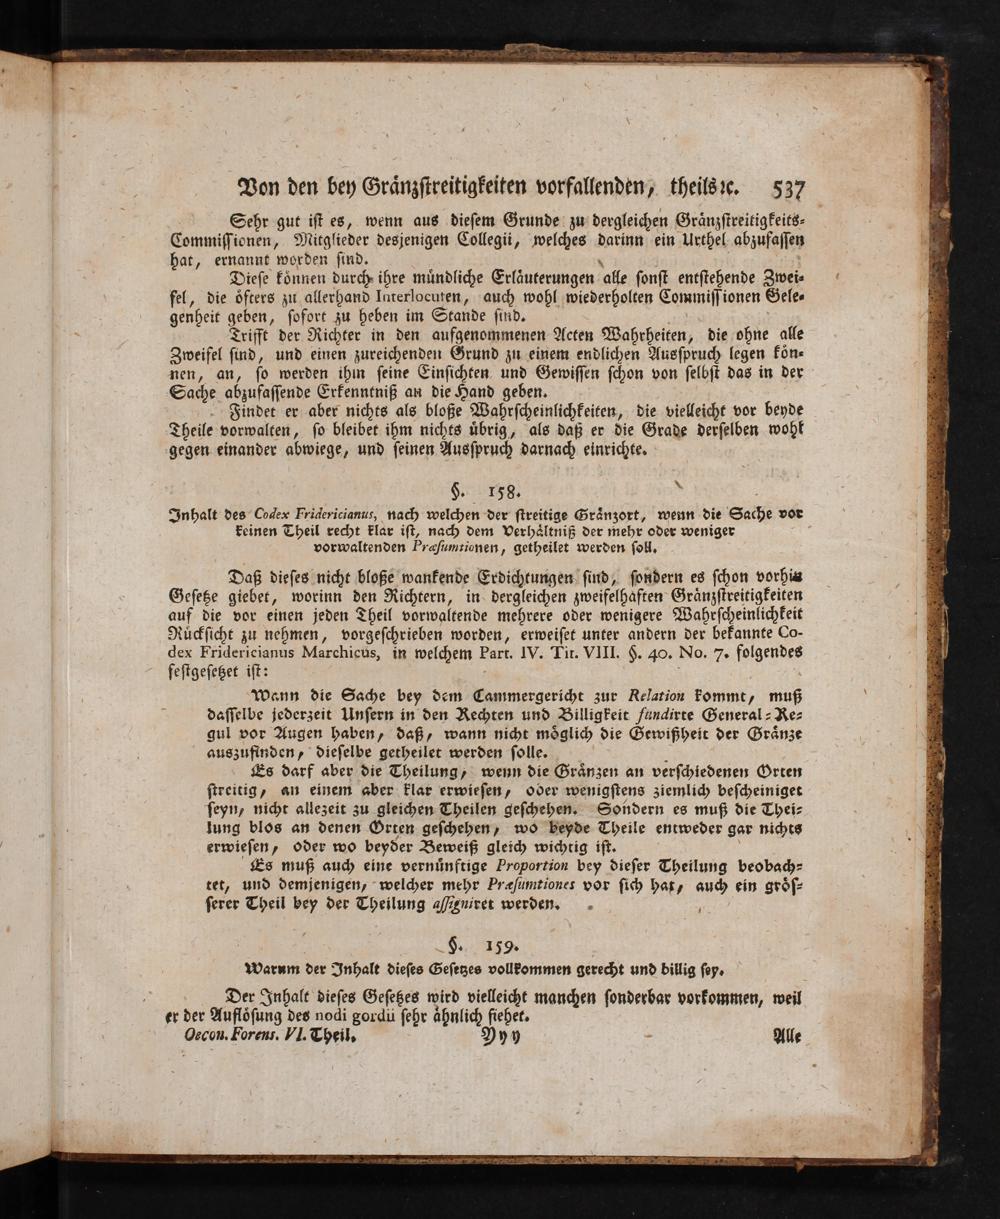 Von den bey Gränzstreitigkeiten vorfallenden, theils ꝛc. 537
Sehr gut ist es, wenn aus diesem Grunde zu dergleichen Gränzstreitigkeits-
Commissionen, Mitglieder desjenigen Collegii, welches darinn ein Urthel abzufassen
hat, ernannt worden sind.
Diese können durch ihre mündliche Erläuterungen alle sonst entstehende Zwei-
fel, die öfters zu allerhand Interlocuten, auch wohl wiederholten Commissionen Gele-
genheit geben, sofort zu heben im Stande sind.
Trifft der Richter in den aufgenommenen Acten Wahrheiten, die ohne alle
Zweifel sind, und einen zureichenden Grund zu einem endlichen Ausspruch legen kön-
nen, an, so werden ihm seine Einsichten und Gewissen schon von selbst das in der
Sache abzufassende Erkenntniß an die Hand geben.
Findet er aber nichts als bloße Wahrscheinlichkeiten, die vielleicht vor beyde
Theile vorwalten, so bleibet ihm nichts übrig, als daß er die Grade derselben wohl
gegen einander abwiege, und seinen Ausspruch darnach einrichte.
§. 158.
Inhalt des Codex Fridericianus, nach welchen der streitige Gränzort, wenn die Sache vor
keinen Theil recht klar ist, nach dem Verhältniß der mehr oder weniger
vorwaltenden Præsumtionen, getheilet werden soll.
Daß dieses nicht bloße wankende Erdichtungen sind, sondern es schon vorhin
Gesetze giebet, worinn den Richtern, in dergleichen zweifelhaften Gränzstreitigkeiten
auf die vor einen jeden Theil vorwaltende mehrere oder wenigere Wahrscheinlichkeit
Rücksicht zu nehmen, vorgeschrieben worden, erweiset unter andern der bekannte Co-
dex Fridericianus Marchicus, in welchem Part. IV. Tit. VIII. §. 40. No. 7. folgendes
festgesetzet ist:
Wann die Sache bey dem Cammergericht zur Relation kommt, muß
dasselbe jederzeit Unsern in den Rechten und Billigkeit fundirte General-Re-
gul vor Augen haben, daß, wann nicht möglich die Gewißheit der Gränze
auszufinden, dieselbe getheilet werden solle.
Es darf aber die Theilung, wenn die Gränzen an verschiedenen Orten
streitig, an einem aber klar erwiesen, oder wenigstens ziemlich bescheiniget
seyn, nicht allezeit zu gleichen Theilen geschehen. Sondern es muß die Thei-
lung blos an denen Orten geschehen, wo beyde Theile entweder gar nichts
erwiesen, oder wo beyder Beweiß gleich wichtig ist.
Es muß auch eine vernünftige Proportion bey dieser Theilung beobach-
tet, und demjenigen, welcher mehr Præsumtiones vor sich hat, auch ein grös-
serer Theil bey der Theilung assigniret werden.
§. 159.
Warum der Inhalt dieses Gesetzes vollkommen gerecht und billig sey.
Der Inhalt dieses Gesetzes wird vielleicht manchen sonderbar vorkommen, weil
er der Auflösung des nodi gordii sehr ähnlich siehet.
Oecon. Forens. VI. Theil. Yyy Alle